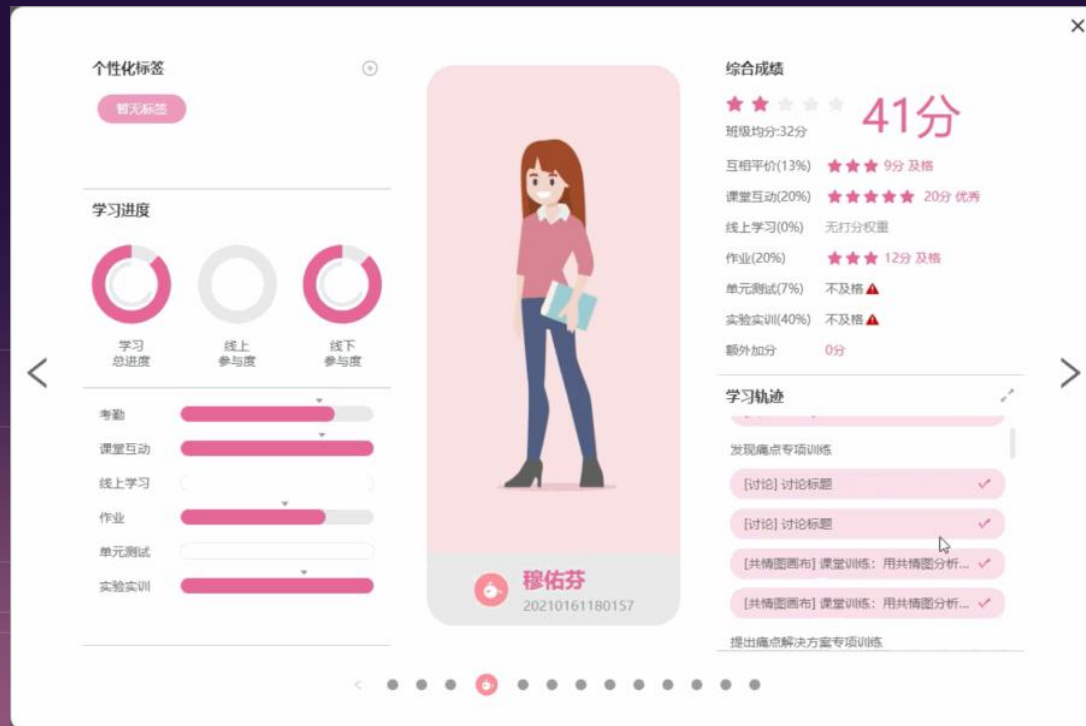 个性化标签
暂无标签
学习进度
学习
总进度
线上
参与度
线下
参与度
考勤
课堂互动
线上学习
作业
单元测试
实验实训
穆佑芬
20210161180157
综合成绩
41分
班级均分:32分
互相平价(13%) 9分 及格
课堂互动(20%) 20分 优秀
线上学习(0%) 无打分权重
作业(20%) 12分 及格
单元测试(7%) 不及格
实验实训(40%) 不及格
额外加分 0分
学习轨迹
发现痛点专项训练
[讨论] 讨论标题
[讨论] 讨论标题
[共情图画布] 课堂训练：用共情图分析...
[共情图画布] 课堂训练：用共情图分析...
提出痛点解决方案专项训练